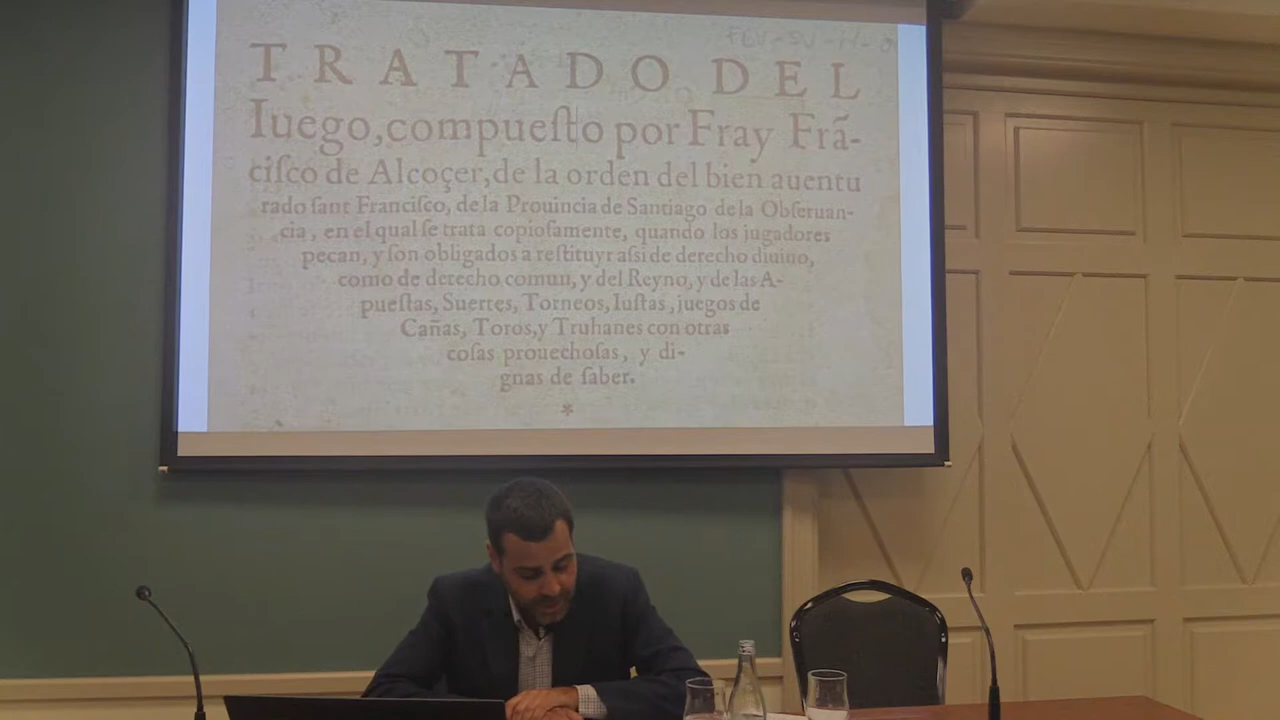 TRATADO DEL
Iuego, compueſto por Fray Frã-
ciſco de Alcoçer, de la orden del bien auentu
rado ſant Franciſco, de la Prouincia de Santiago de la Obſeruan-
cia, en el qual ſe trata copioſamente, quando los jugadores
pecan, y ſon obligados a reſtituyr aſsi de derecho diuino,
como de derecho comun, y del Reyno, y de las A-
pueſtas, Suertes, Torneos, Iuſtas, juegos de
Cañas, Toros, y Truhanes con otras
coſas prouechoſas, y di-
gnas de ſaber.
*